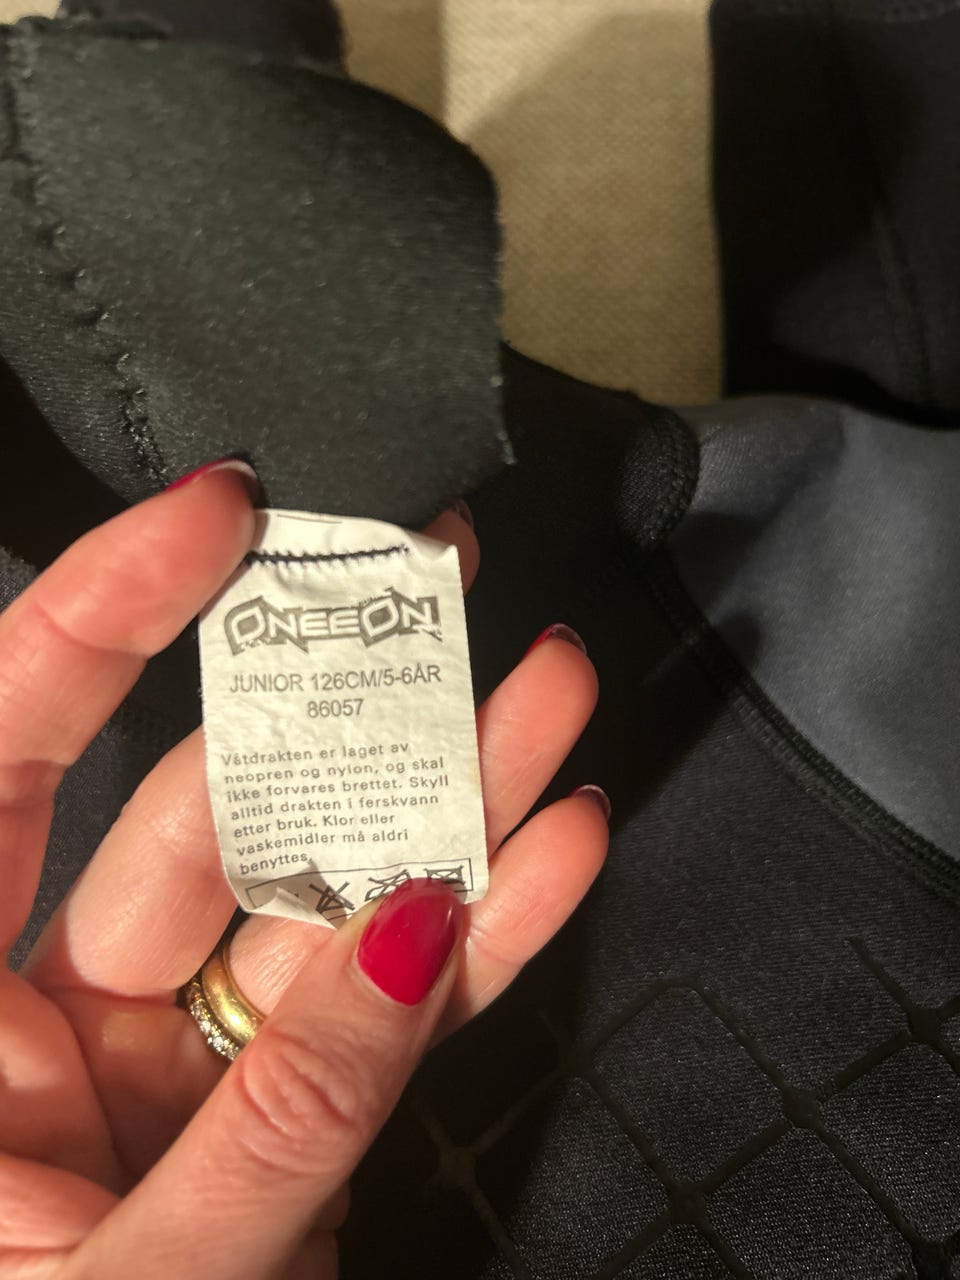 ONEEON
JUNIOR 126CM/5-6ÅR
86057
Våtdrakten er laget av
neopren og nylon, og skal
ikke forvares brettet. Skyll
alltid drakten i ferskvann
etter bruk. Klor eller
vaskemidler må aldri
benyttes.